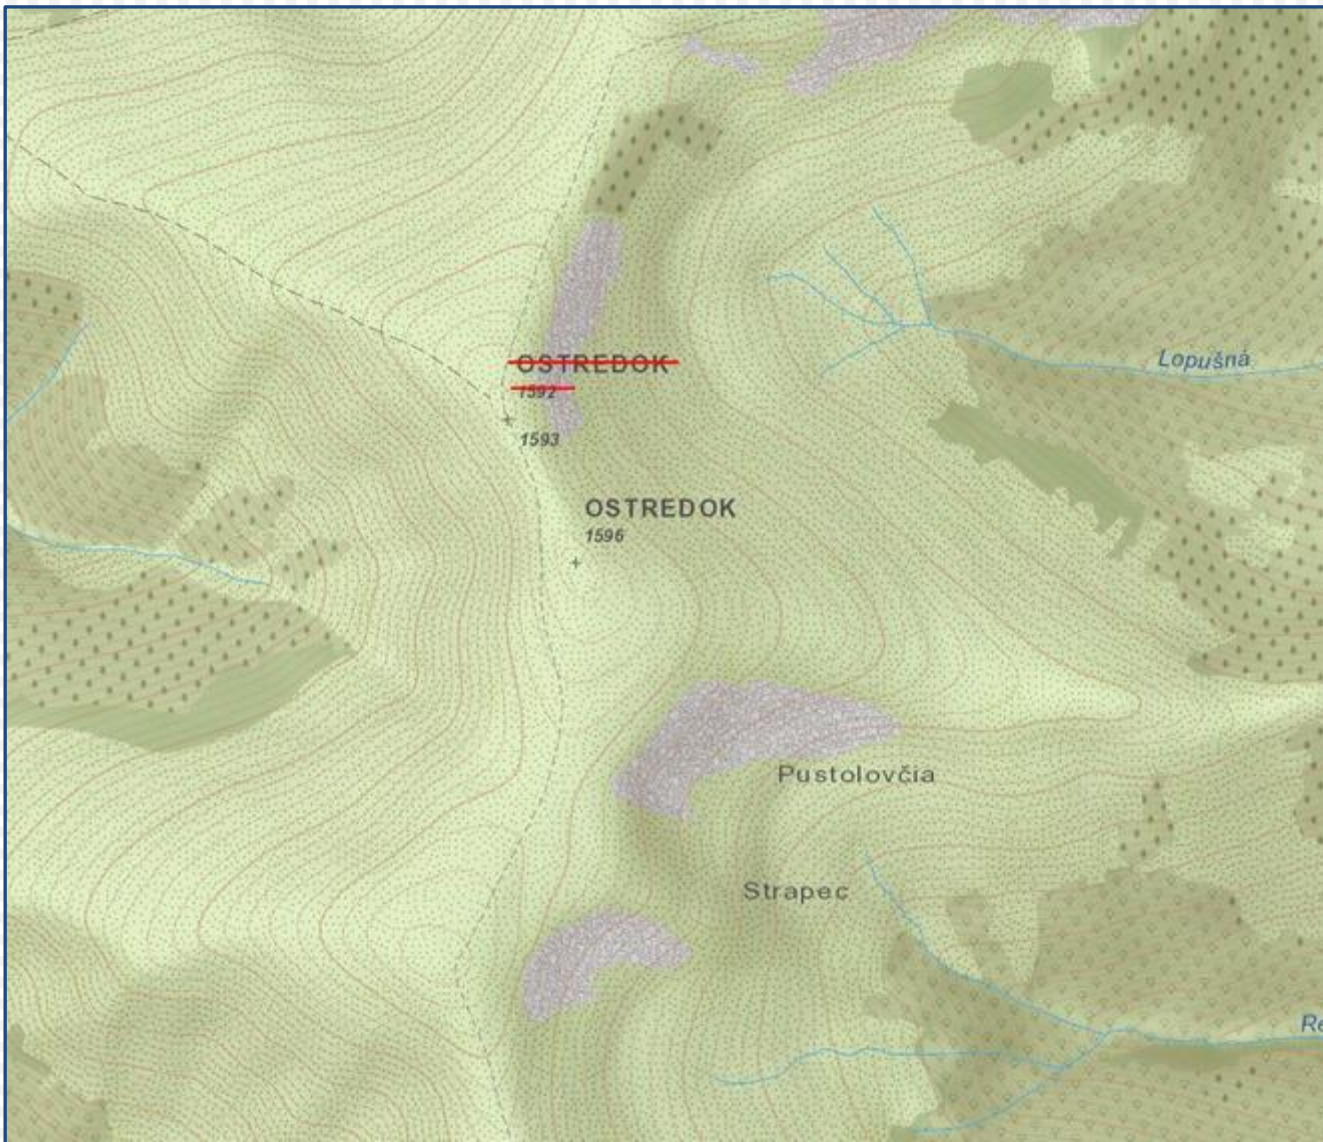 OSTREDOK
1592
1593
OSTREDOK
1596
Lopušná
Pustolovčia
Strapec
Re